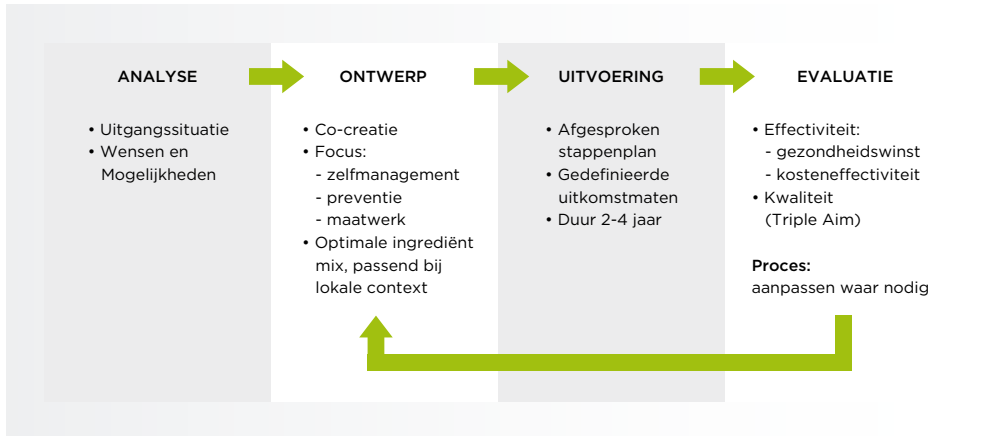 ANALYSE
• Uitgangssituatie
• Wensen en
Mogelijkheden
ONTWERP
• Co-creatie
• Focus:
- zelfmanagement
- preventie
- maatwerk
• Optimale ingrediënt
mix, passend bij
lokale context
UITVOERING
• Afgesproken
stappenplan
• Gedefinieerde
uitkomstmaten
• Duur 2-4 jaar
EVALUATIE
• Effectiviteit:
- gezondheidswinst
- kosteneffectiviteit
• Kwaliteit
(Triple Aim)
Proces:
aanpassen waar nodig